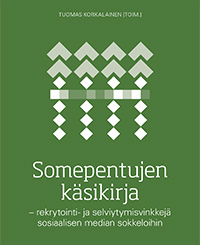 TUOMAS KORKALAINEN (TOIM.)
Somepentujen
käsikirja
– rekrytointi- ja selviytymisvinkkejä
sosiaalisen median sokkeloihin